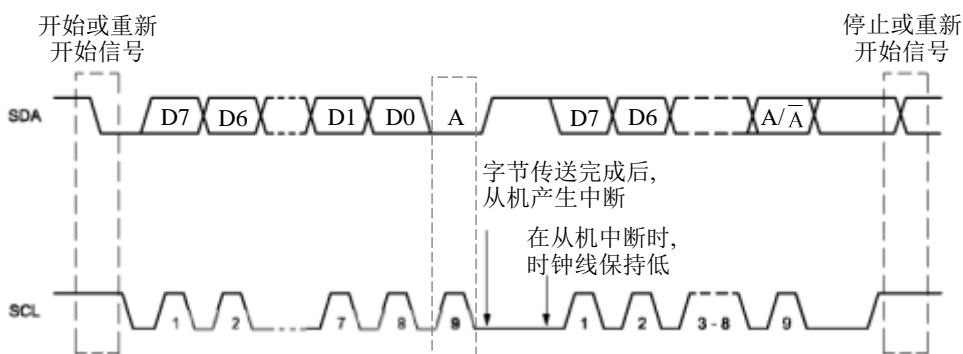 开始或重新
开始信号
停止或重新
开始信号
SDA
D7 D6 D1 D0 A D7 D6 A/A̅
字节传送完成后,
从机产生中断
在从机中断时,
时钟线保持低
SCL
1 2 7 8 9 1 2 3 - 8 9